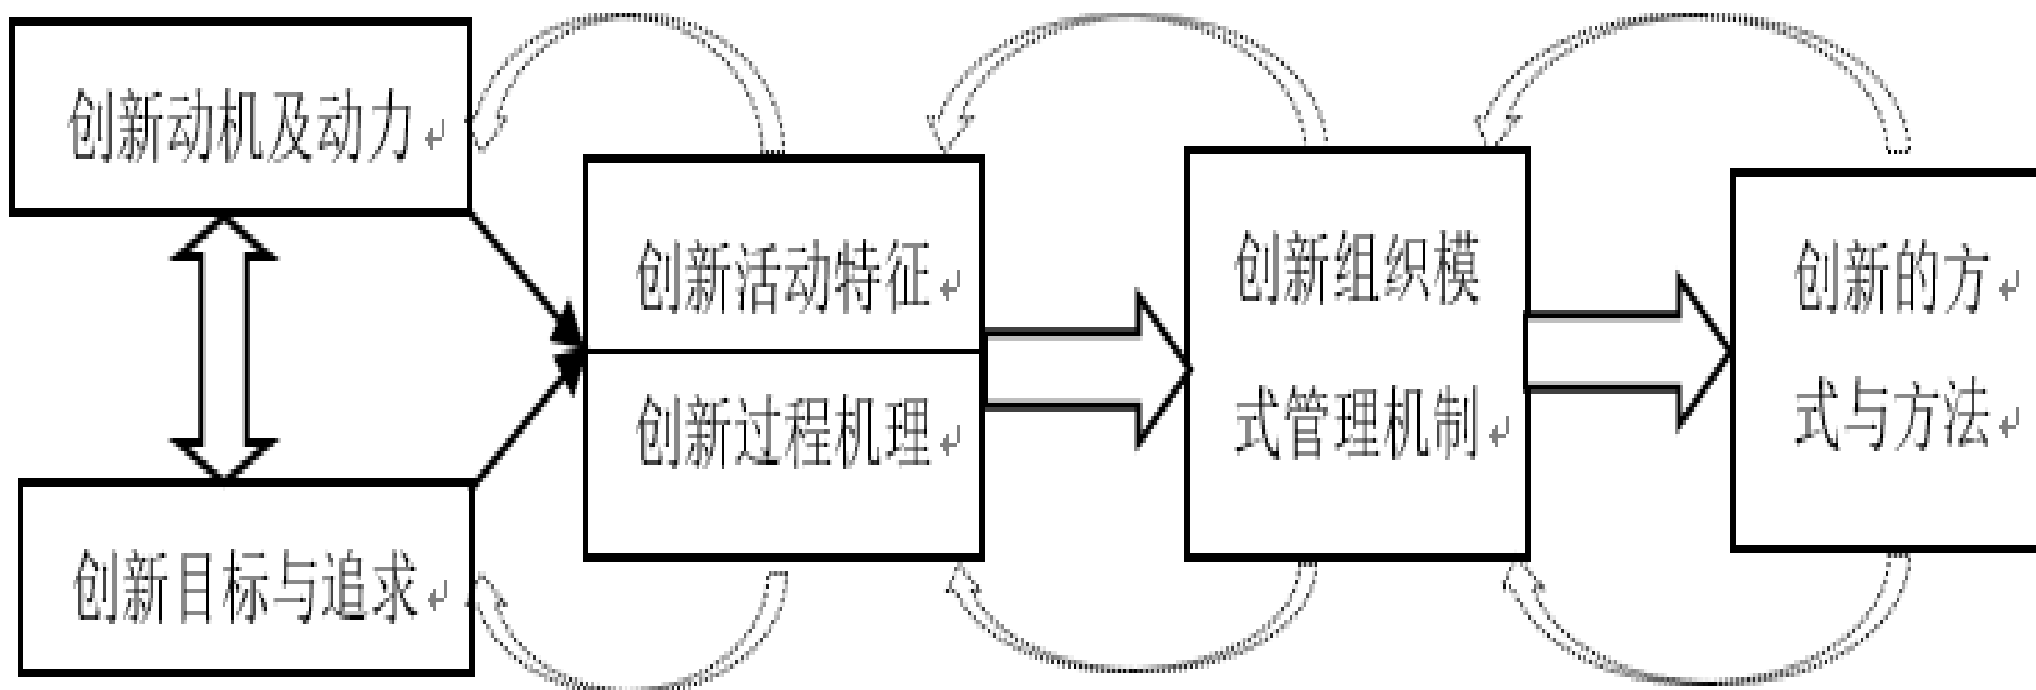 创新动机及动力
创新目标与追求
创新活动特征
创新过程机理
创新组织模
式管理机制
创新的方
式与方法